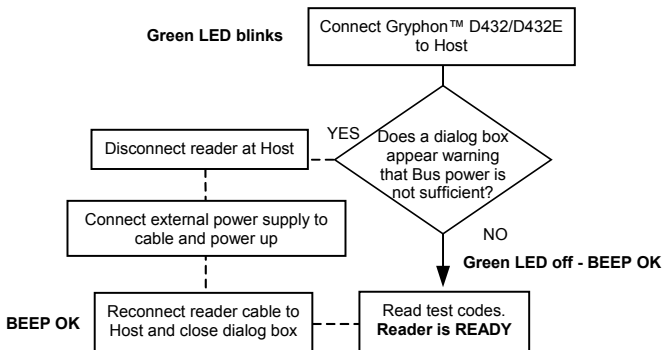 Green LED blinks
Connect Gryphon™ D432/D432E
to Host
YES
Does a dialog box
appear warning
that Bus power is
not sufficient?
Disconnect reader at Host
Connect external power supply to
cable and power up
NO
Green LED off - BEEP OK
BEEP OK
Reconnect reader cable to
Host and close dialog box
Read test codes.
Reader is READY